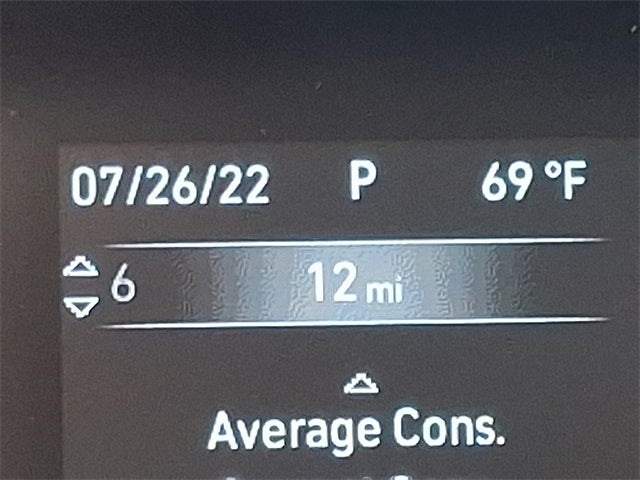 07/26/22 P 69 °F
6 12 mi
Average Cons.